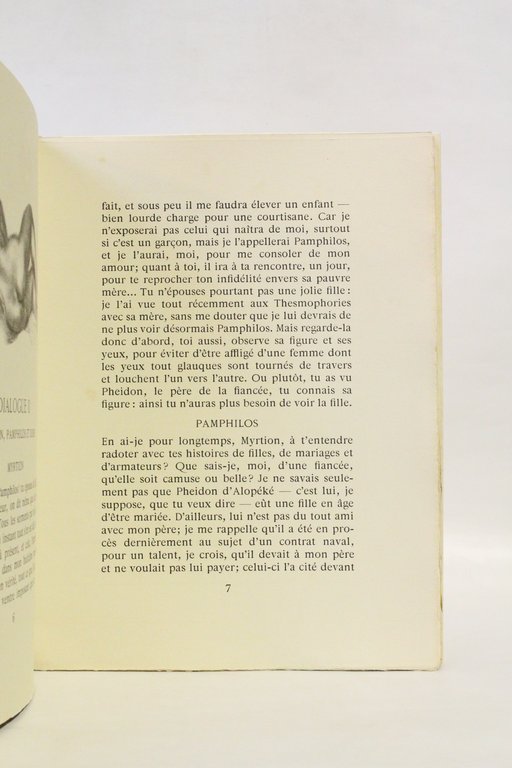 DIALOGUE II
MYRTION
6
fait, et sous peu il me faudra élever un enfant —
bien lourde charge pour une courtisane. Car je
n'exposerai pas celui qui naîtra de moi, surtout
si c'est un garçon, mais je l'appellerai Pamphilos,
et je l'aurai, moi, pour me consoler de mon
amour; quant à toi, il ira à ta rencontre, un jour,
pour te reprocher ton infidélité envers sa pauvre
mère... Tu n'épouses pourtant pas une jolie fille :
je l'ai vue tout récemment aux Thesmophories
avec sa mère, sans me douter que je lui devrais de
ne plus voir désormais Pamphilos. Mais regarde-la
donc d'abord, toi aussi, observe sa figure et ses
yeux, pour éviter d'être affligé d'une femme dont
les yeux tout glauques sont tournés de travers
et louchent l'un vers l'autre. Ou plutôt, tu as vu
Pheidon, le père de la fiancée, tu connais sa
figure : ainsi tu n'auras plus besoin de voir la fille.
PAMPHILOS
En ai-je pour longtemps, Myrtion, à t'entendre
radoter avec tes histoires de filles, de mariages et
d'armateurs? Que sais-je, moi, d'une fiancée,
qu'elle soit camuse ou belle? Je ne savais seule-
ment pas que Pheidon d'Alopéké — c'est lui, je
suppose, que tu veux dire — eût une fille en âge
d'être mariée. D'ailleurs, lui n'est pas du tout ami
avec mon père; je me rappelle qu'il a été en pro-
cès dernièrement au sujet d'un contrat naval,
pour un talent, je crois, qu'il devait à mon père
et ne voulait pas lui payer; celui-ci l'a cité devant
7